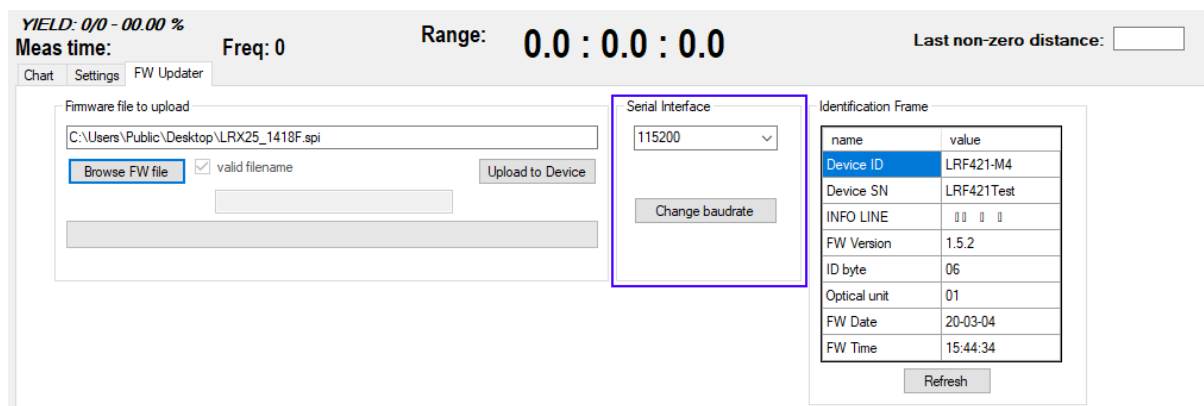 YIELD: 0/0 - 00.00 %
Meas time:
Freq: 0
Range:
0.0 : 0.0 : 0.0
Last non-zero distance:
Chart
Settings
FW Updater
Firmware file to upload
C:\Users\Public\Desktop\LRX25_1418F.spi
Browse FW file
valid filename
Upload to Device
Serial Interface
115200
Change baudrate
Identification Frame
name value
Device ID LRF421-M4
Device SN LRF421Test
INFO LINE
FW Version 1.5.2
ID byte 06
Optical unit 01
FW Date 20-03-04
FW Time 15:44:34
Refresh